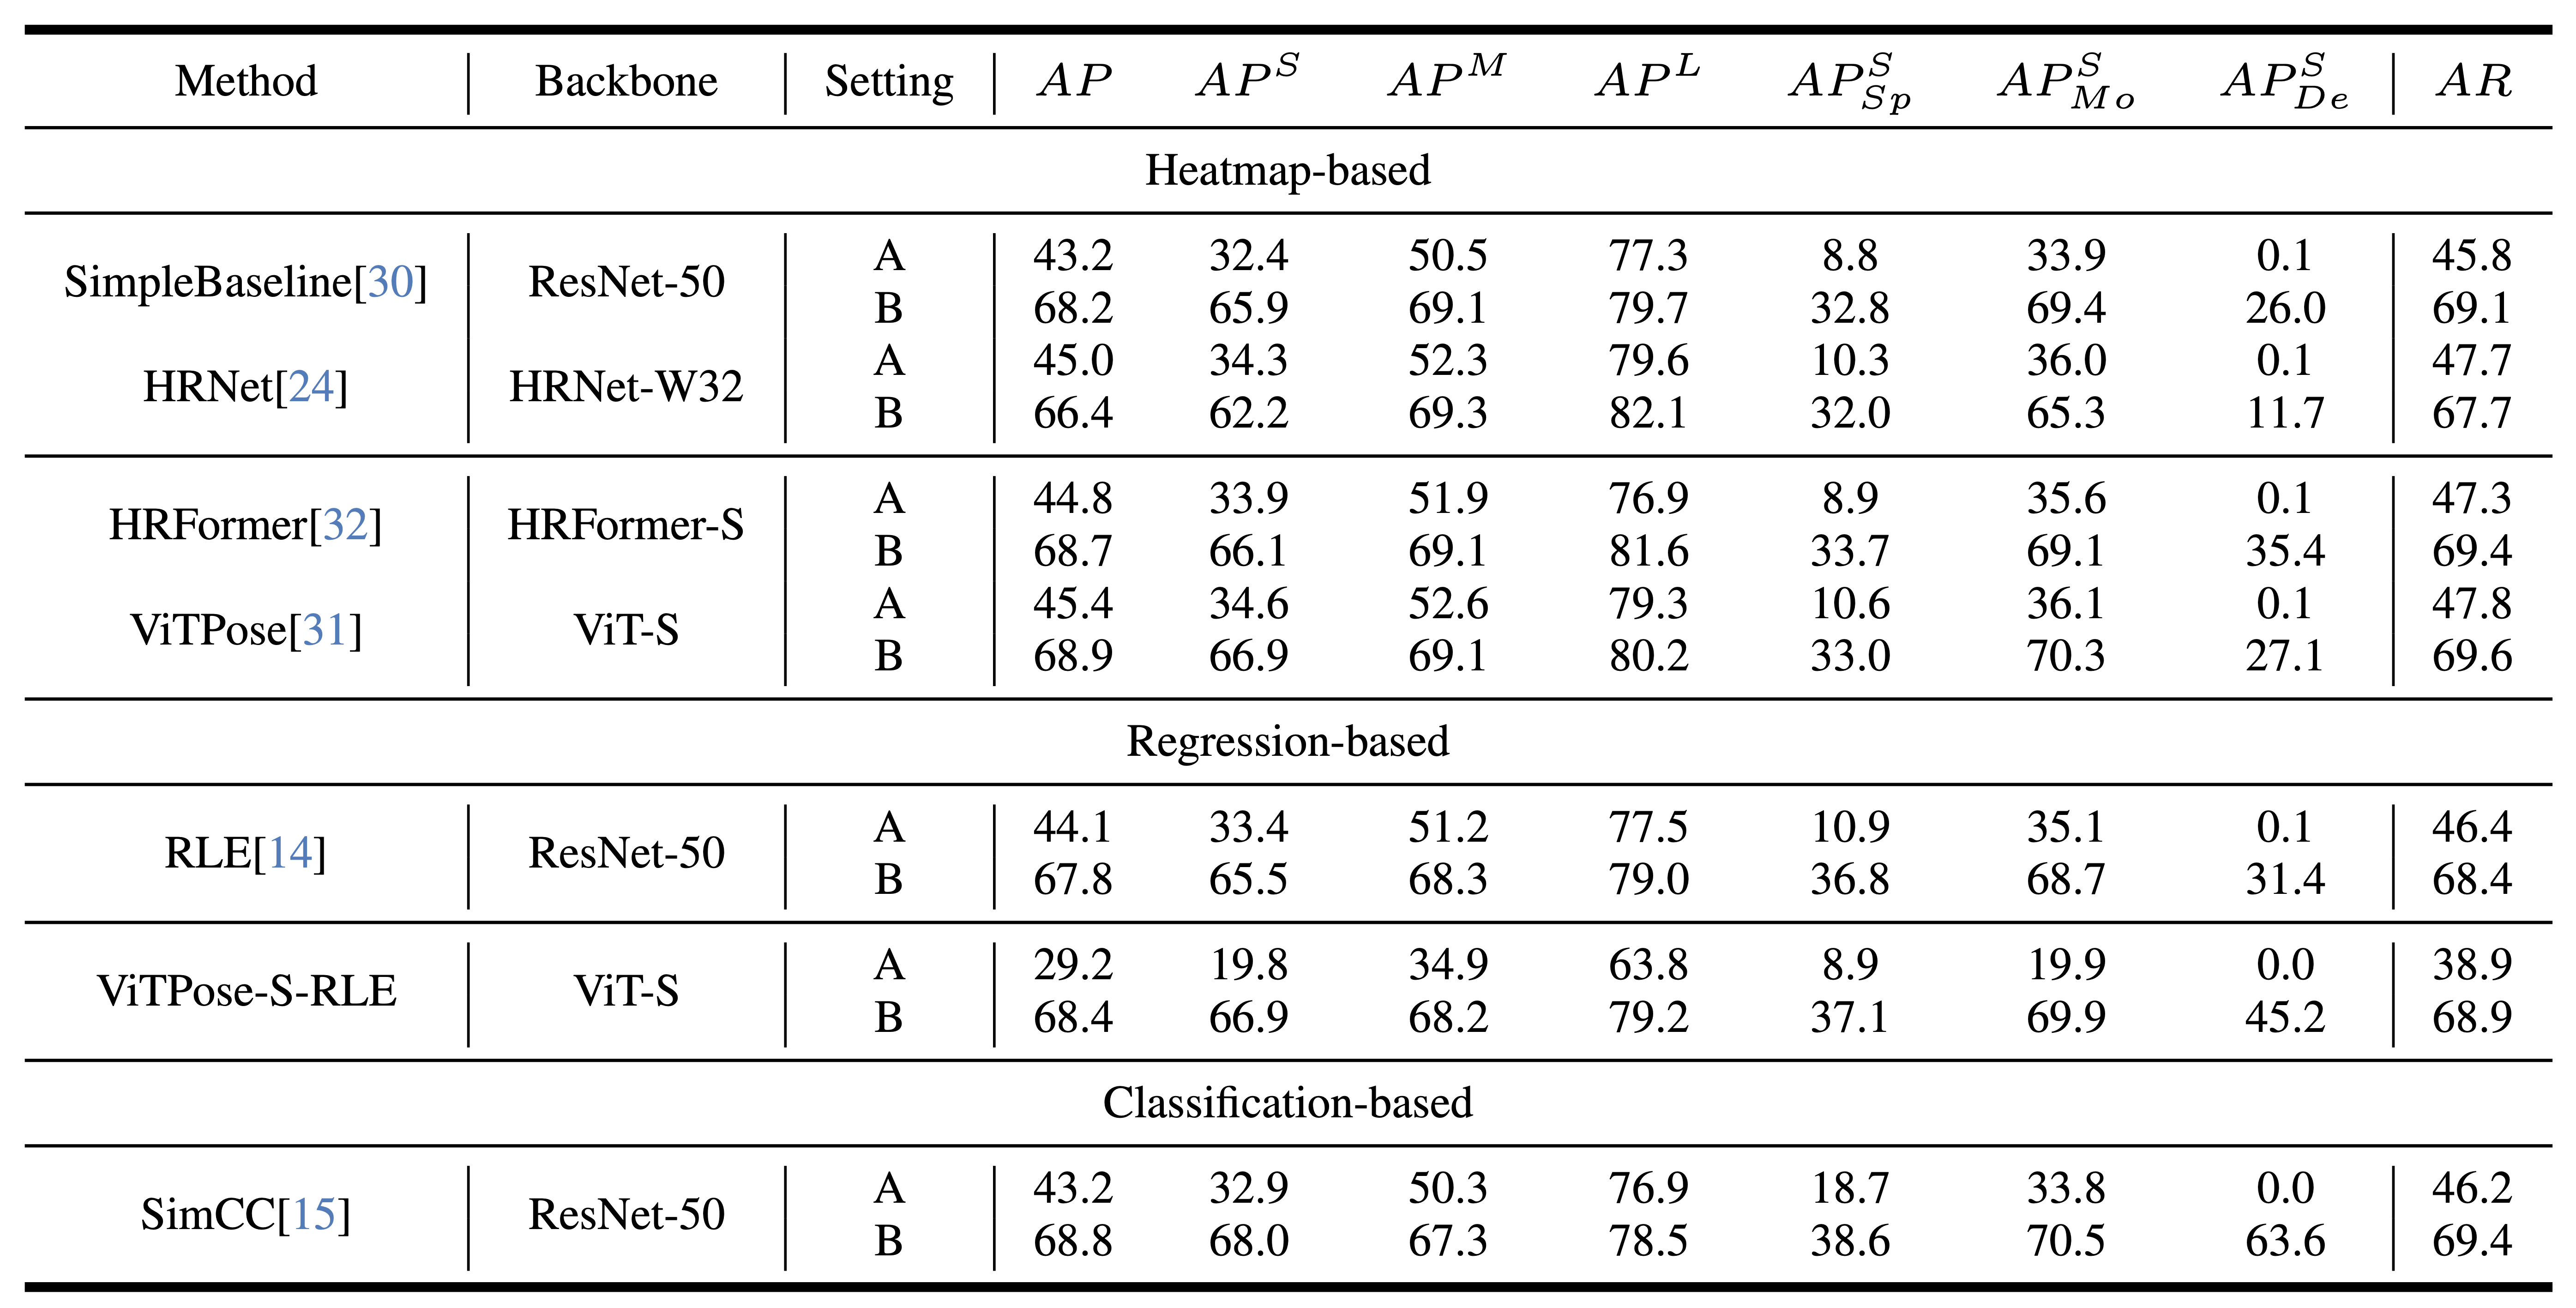 Method Backbone Setting AP AP^S AP^M AP^L AP^S_Sp AP^S_Mo AP^S_De AR
Heatmap-based
SimpleBaseline[30] ResNet-50 A 43.2 32.4 50.5 77.3 8.8 33.9 0.1 45.8
B 68.2 65.9 69.1 79.7 32.8 69.4 26.0 69.1
HRNet[24] HRNet-W32 A 45.0 34.3 52.3 79.6 10.3 36.0 0.1 47.7
B 66.4 62.2 69.3 82.1 32.0 65.3 11.7 67.7
HRFormer[32] HRFormer-S A 44.8 33.9 51.9 76.9 8.9 35.6 0.1 47.3
B 68.7 66.1 69.1 81.6 33.7 69.1 35.4 69.4
ViTPose[31] ViT-S A 45.4 34.6 52.6 79.3 10.6 36.1 0.1 47.8
B 68.9 66.9 69.1 80.2 33.0 70.3 27.1 69.6
Regression-based
RLE[14] ResNet-50 A 44.1 33.4 51.2 77.5 10.9 35.1 0.1 46.4
B 67.8 65.5 68.3 79.0 36.8 68.7 31.4 68.4
ViTPose-S-RLE ViT-S A 29.2 19.8 34.9 63.8 8.9 19.9 0.0 38.9
B 68.4 66.9 68.2 79.2 37.1 69.9 45.2 68.9
Classification-based
SimCC[15] ResNet-50 A 43.2 32.9 50.3 76.9 18.7 33.8 0.0 46.2
B 68.8 68.0 67.3 78.5 38.6 70.5 63.6 69.4